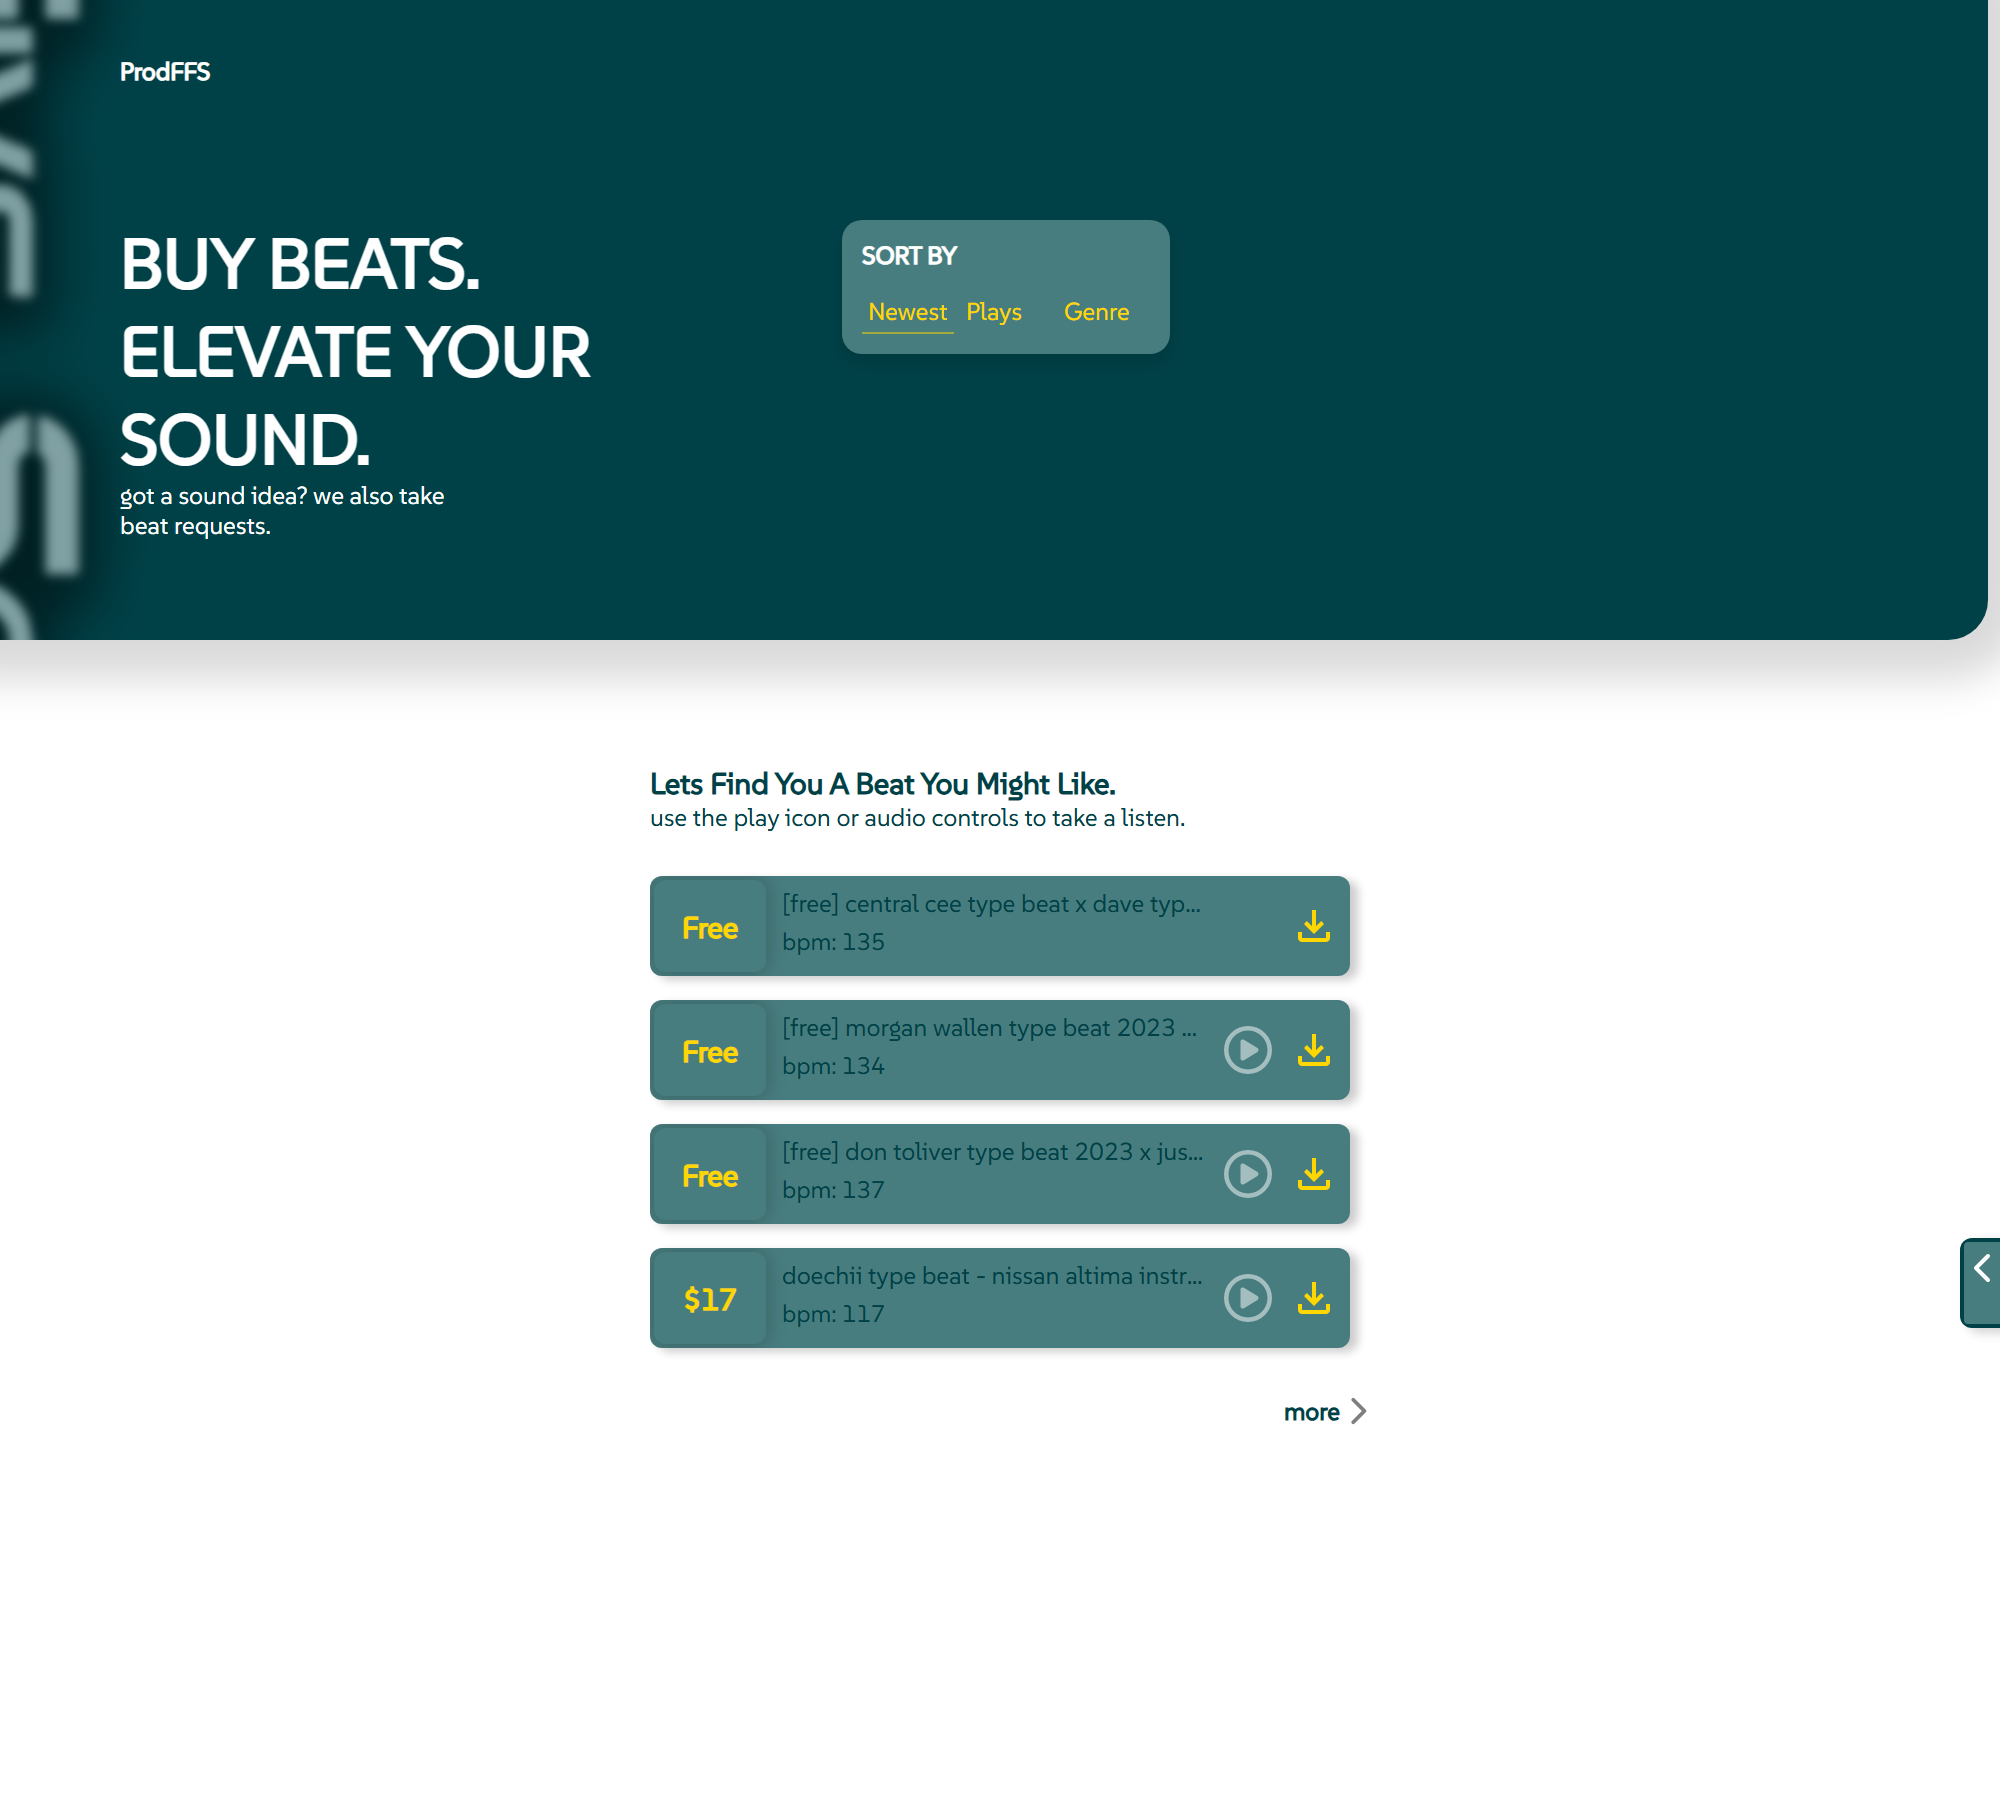 ProdFFS
BUY BEATS.
ELEVATE YOUR
SOUND.
got a sound idea? we also take
beat requests.
SORT BY
Newest Plays Genre
Lets Find You A Beat You Might Like.
use the play icon or audio controls to take a listen.
Free
[free] central cee type beat x dave typ...
bpm: 135
Free
[free] morgan wallen type beat 2023 ...
bpm: 134
Free
[free] don toliver type beat 2023 x jus...
bpm: 137
$17
doechii type beat - nissan altima instr...
bpm: 117
more